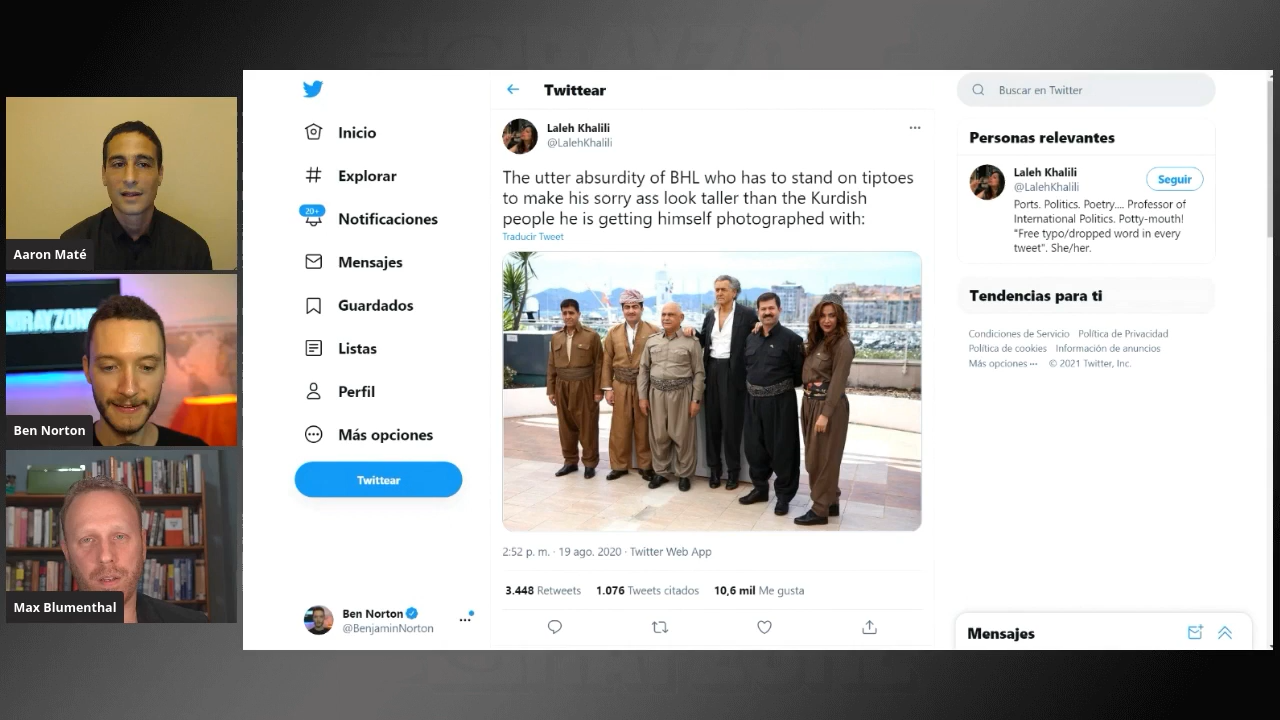 Aaron Maté
RAYZON
Ben Norton
Max Blumenthal
Inicio
Explorar
20+
Notificaciones
Mensajes
Guardados
Listas
Perfil
Más opciones
Twittear
Ben Norton
@BenjaminNorton
Twittear
Laleh Khalili
@LalehKhalili
The utter absurdity of BHL who has to stand on tiptoes
to make his sorry ass look taller than the Kurdish
people he is getting himself photographed with:
Traducir Tweet
2:52 p. m. · 19 ago. 2020 · Twitter Web App
3.448 Retweets 1.076 Tweets citados 10,6 mil Me gusta
Buscar en Twitter
Personas relevantes
Laleh Khalili
@LalehKhalili
Seguir
Ports. Politics. Poetry.... Professor of
International Politics. Potty-mouth!
"Free typo/dropped word in every
tweet". She/her.
Tendencias para ti
Condiciones de Servicio Política de Privacidad
Política de cookies Información de anuncios
Más opciones ··· © 2021 Twitter, Inc.
Mensajes